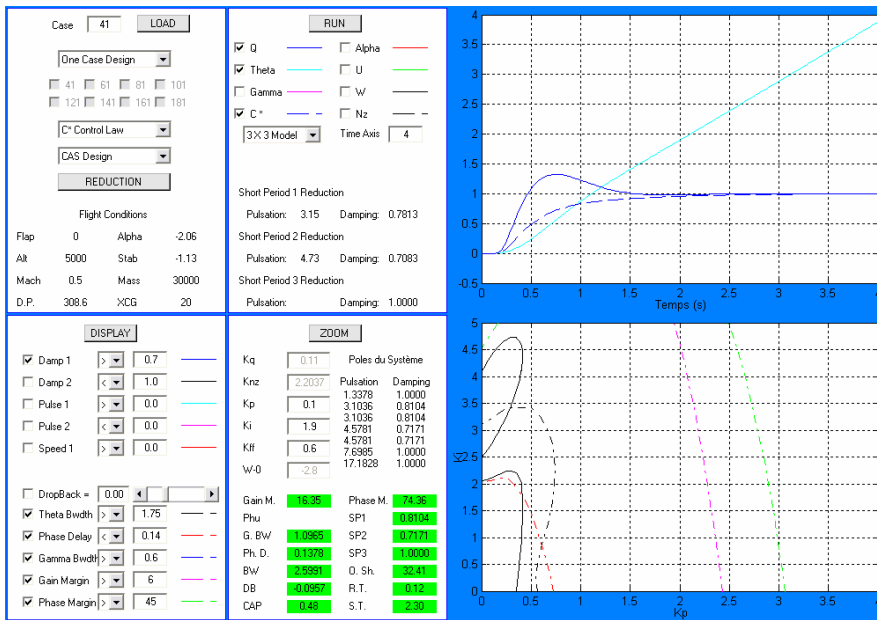 Case 41 LOAD
One Case Design
41 61 81 101
121 141 161 181
C* Control Law
CAS Design
REDUCTION
Flight Conditions
Flap 0 Alpha -2.06
Alt 5000 Stab -1.13
Mach 0.5 Mass 30000
D.P. 308.6 XCG 20
RUN
Q Alpha
Theta U
Gamma W
C* Nz
3 X 3 Model Time Axis 4
Short Period 1 Reduction
Pulsation: 3.15 Damping: 0.7813
Short Period 2 Reduction
Pulsation: 4.73 Damping: 0.7083
Short Period 3 Reduction
Pulsation: Damping: 1.0000
4
3.5
3
2.5
2
1.5
1
0.5
0
-0.5
0 0.5 1 1.5 2 2.5 3 3.5 4
Temps (s)
DISPLAY
Damp 1 > 0.7
Damp 2 < 1.0
Pulse 1 > 0.0
Pulse 2 < 0.0
Speed 1 > 0.0
DropBack = 0.00
Theta Bwdth > 1.75
Phase Delay < 0.14
Gamma Bwdth > 0.6
Gain Margin > 6
Phase Margin > 45
ZOOM
Kq 0.11 Poles du Système
Knz 2.2037 Pulsation Damping
Kp 0.1
Ki 1.9
Kff 0.6
W-0 -2.8
1.3378 1.0000
3.1036 0.8104
3.1036 0.8104
4.5781 0.7171
4.5781 0.7171
7.6985 1.0000
17.1828 1.0000
Gain M. 16.35 Phase M. 74.36
Phu SP1 0.8104
G. BW 1.0965 SP2 0.7171
Ph. D. 0.1378 SP3 1.0000
BW 2.5991 O. Sh. 32.41
DB -0.0957 R.T. 0.12
CAP 0.48 S.T. 2.30
5
4.5
4
3.5
3
2.5
2
1.5
1
0.5
0
Ki
0 0.5 1 1.5 2 2.5 3 3.5 4
Kp